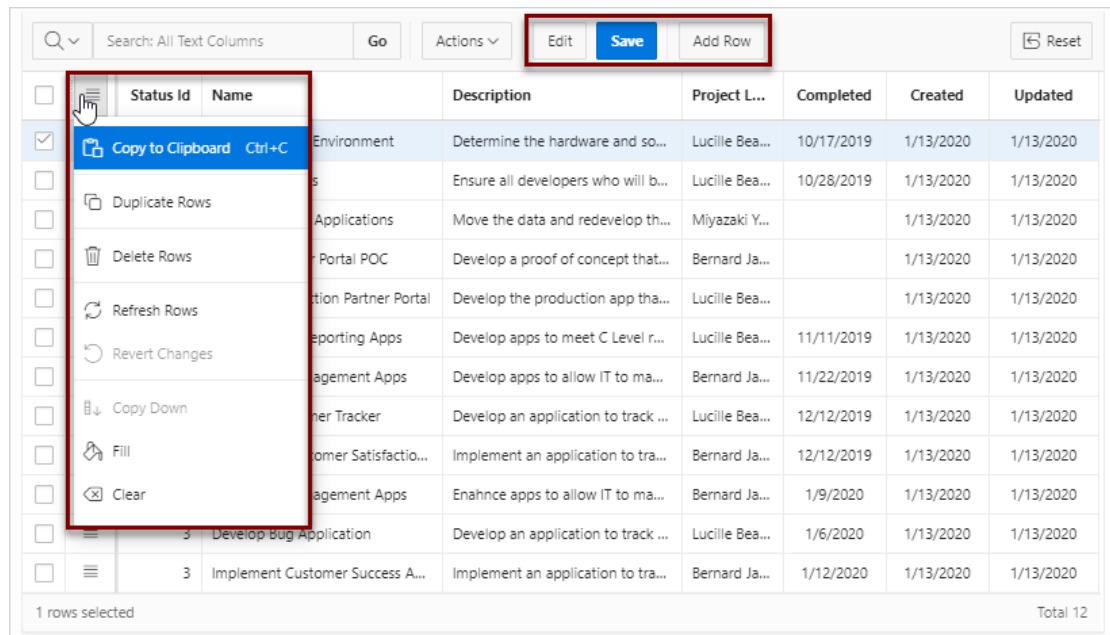 Search: All Text Columns Go Actions Edit Save Add Row Reset
Status Id Name Description Project L... Completed Created Updated
Copy to Clipboard Ctrl+C Environment Determine the hardware and so... Lucille Bea... 10/17/2019 1/13/2020 1/13/2020
s Ensure all developers who will b... Lucille Bea... 10/28/2019 1/13/2020 1/13/2020
Duplicate Rows
Applications Move the data and redevelop th... Miyazaki Y... 1/13/2020 1/13/2020
Delete Rows Portal POC Develop a proof of concept that... Bernard Ja... 1/13/2020 1/13/2020
ction Partner Portal Develop the production app tha... Lucille Bea... 1/13/2020 1/13/2020
Refresh Rows
eporting Apps Develop apps to meet C Level r... Lucille Bea... 11/11/2019 1/13/2020 1/13/2020
Revert Changes
agement Apps Develop apps to allow IT to ma... Bernard Ja... 11/22/2019 1/13/2020 1/13/2020
Copy Down ner Tracker Develop an application to track ... Lucille Bea... 12/12/2019 1/13/2020 1/13/2020
Fill tomer Satisfactio... Implement an application to tra... Bernard Ja... 12/12/2019 1/13/2020 1/13/2020
Clear agement Apps Enahnce apps to allow IT to ma... Bernard Ja... 1/9/2020 1/13/2020 1/13/2020
3 Develop Bug Application Develop an application to track ... Lucille Bea... 1/6/2020 1/13/2020 1/13/2020
3 Implement Customer Success A... Implement an application to tra... Bernard Ja... 1/12/2020 1/13/2020 1/13/2020
1 rows selected Total 12